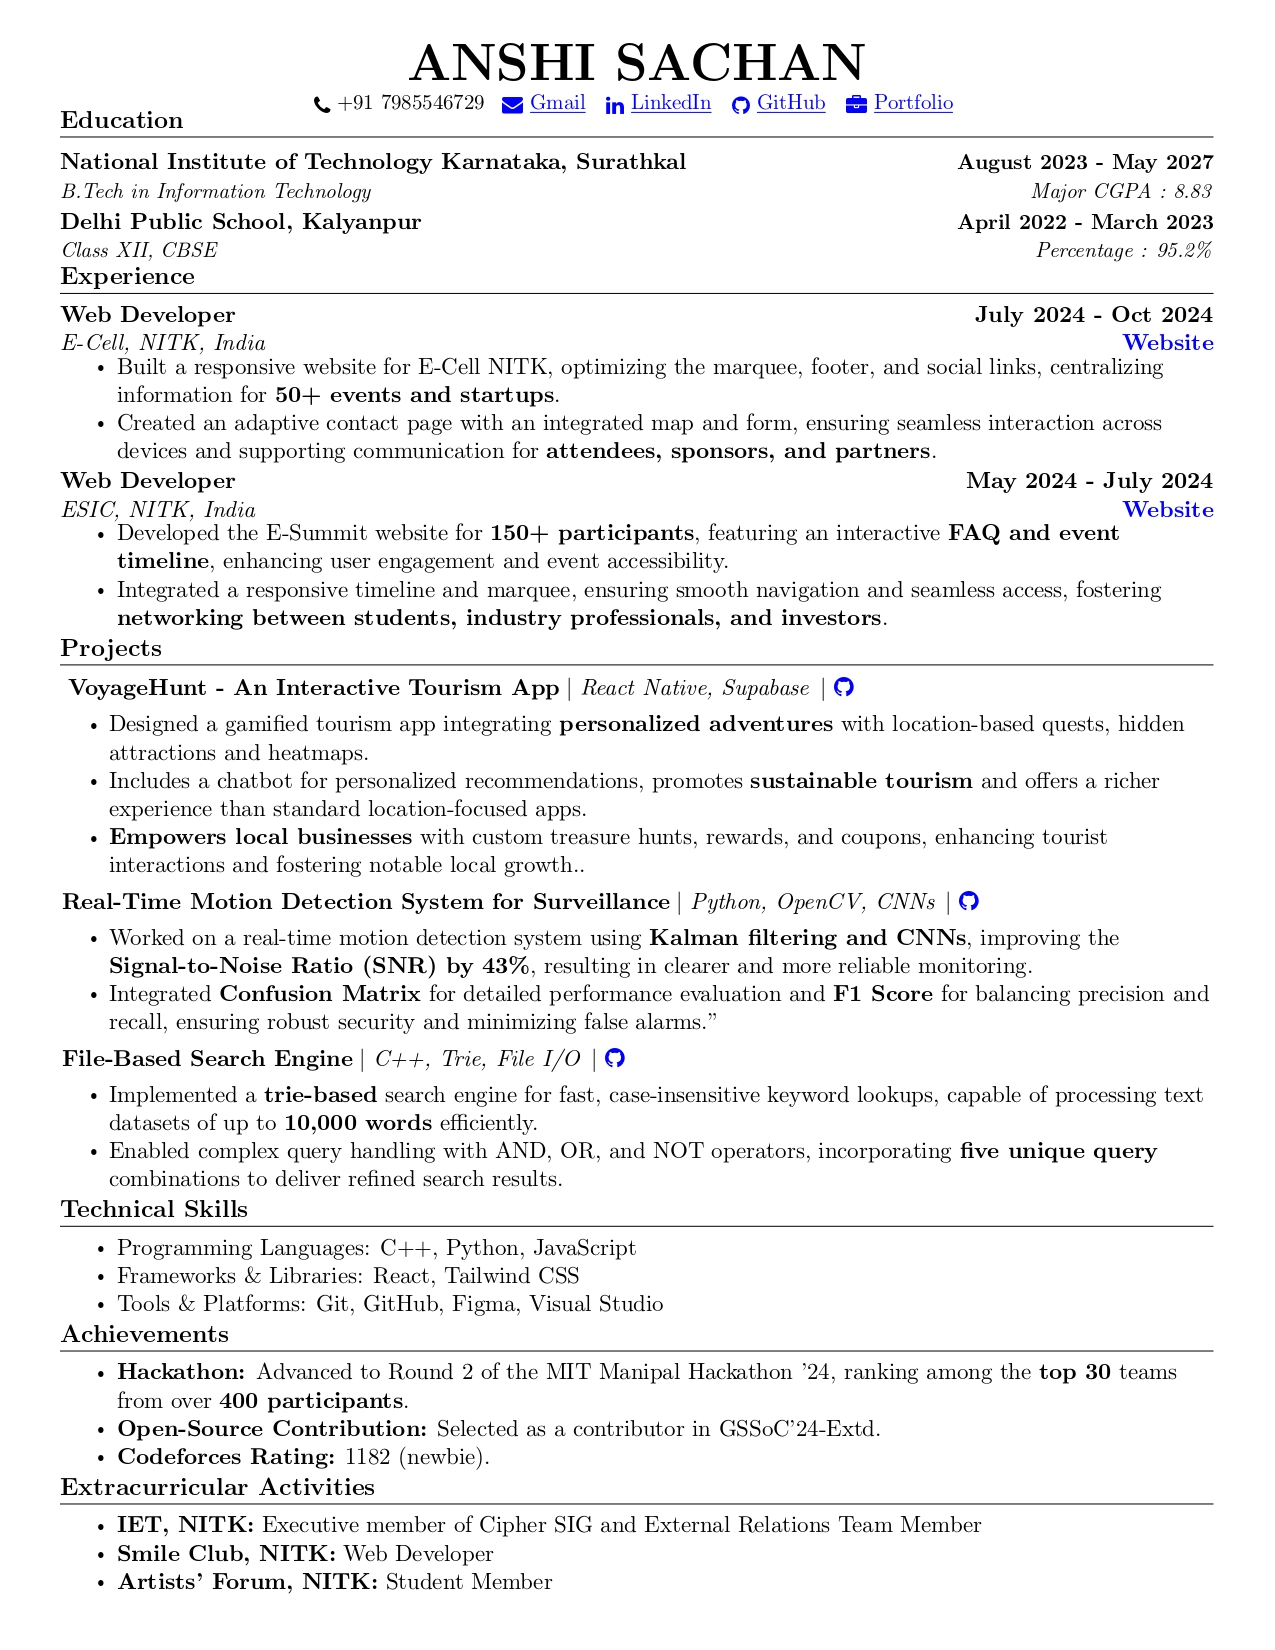 ANSHI SACHAN
+91 7985546729 Gmail LinkedIn GitHub Portfolio
Education
National Institute of Technology Karnataka, Surathkal August 2023 - May 2027
B.Tech in Information Technology Major CGPA : 8.83
Delhi Public School, Kalyanpur April 2022 - March 2023
Class XII, CBSE Percentage : 95.2%
Experience
Web Developer July 2024 - Oct 2024
E-Cell, NITK, India Website
• Built a responsive website for E-Cell NITK, optimizing the marquee, footer, and social links, centralizing
information for 50+ events and startups.
• Created an adaptive contact page with an integrated map and form, ensuring seamless interaction across
devices and supporting communication for attendees, sponsors, and partners.
Web Developer May 2024 - July 2024
ESIC, NITK, India Website
• Developed the E-Summit website for 150+ participants, featuring an interactive FAQ and event
timeline, enhancing user engagement and event accessibility.
• Integrated a responsive timeline and marquee, ensuring smooth navigation and seamless access, fostering
networking between students, industry professionals, and investors.
Projects
VoyageHunt - An Interactive Tourism App | React Native, Supabase |
• Designed a gamified tourism app integrating personalized adventures with location-based quests, hidden
attractions and heatmaps.
• Includes a chatbot for personalized recommendations, promotes sustainable tourism and offers a richer
experience than standard location-focused apps.
• Empowers local businesses with custom treasure hunts, rewards, and coupons, enhancing tourist
interactions and fostering notable local growth..
Real-Time Motion Detection System for Surveillance | Python, OpenCV, CNNs |
• Worked on a real-time motion detection system using Kalman filtering and CNNs, improving the
Signal-to-Noise Ratio (SNR) by 43%, resulting in clearer and more reliable monitoring.
• Integrated Confusion Matrix for detailed performance evaluation and F1 Score for balancing precision and
recall, ensuring robust security and minimizing false alarms.”
File-Based Search Engine | C++, Trie, File I/O |
• Implemented a trie-based search engine for fast, case-insensitive keyword lookups, capable of processing text
datasets of up to 10,000 words efficiently.
• Enabled complex query handling with AND, OR, and NOT operators, incorporating five unique query
combinations to deliver refined search results.
Technical Skills
• Programming Languages: C++, Python, JavaScript
• Frameworks & Libraries: React, Tailwind CSS
• Tools & Platforms: Git, GitHub, Figma, Visual Studio
Achievements
• Hackathon: Advanced to Round 2 of the MIT Manipal Hackathon ’24, ranking among the top 30 teams
from over 400 participants.
• Open-Source Contribution: Selected as a contributor in GSSoC’24-Extd.
• Codeforces Rating: 1182 (newbie).
Extracurricular Activities
• IET, NITK: Executive member of Cipher SIG and External Relations Team Member
• Smile Club, NITK: Web Developer
• Artists’ Forum, NITK: Student Member